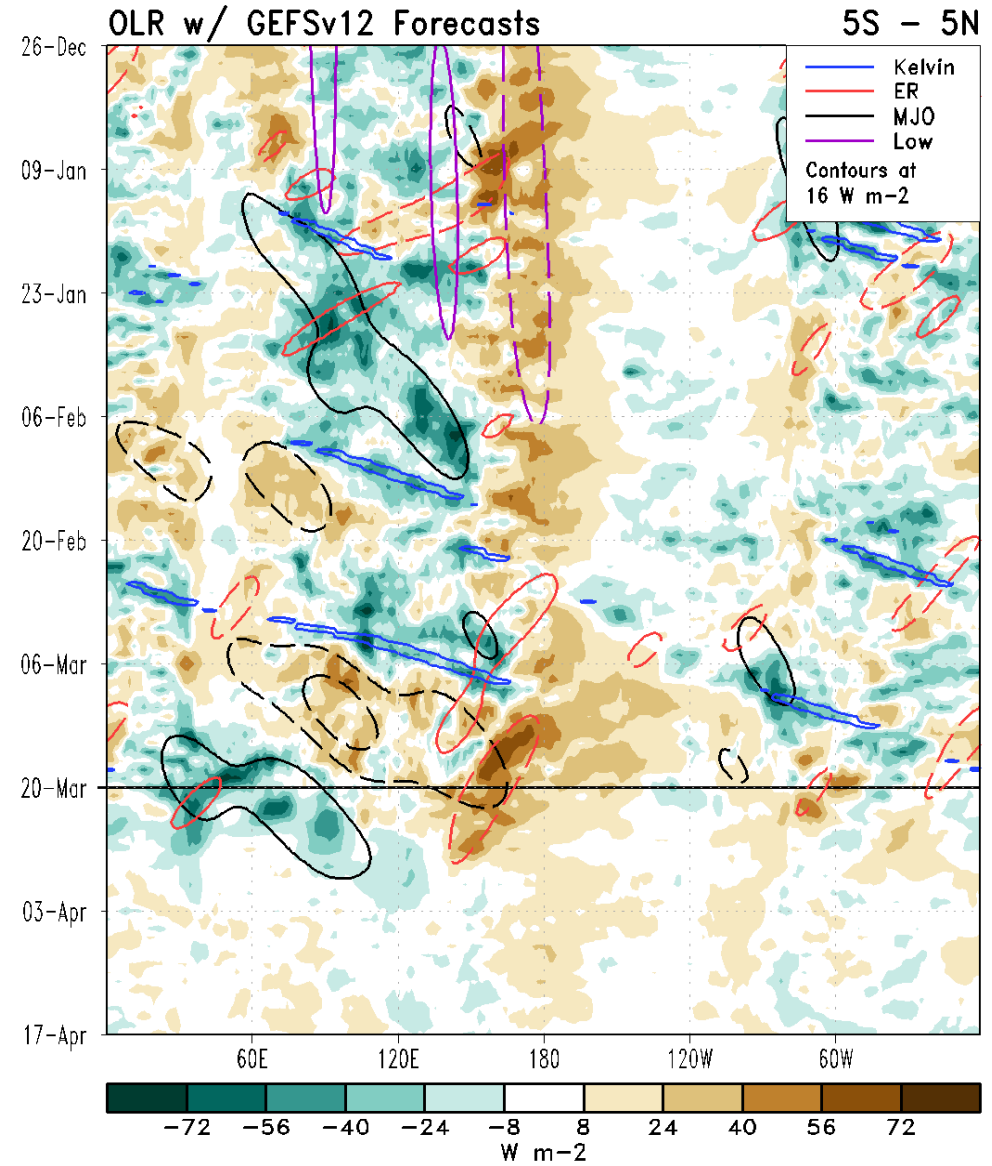 OLR w/ GEFSv12 Forecasts 5S - 5N
26-Dec
Kelvin
ER
MJO
Low
Contours at
16 W m-2
09-Jan
23-Jan
06-Feb
20-Feb
06-Mar
20-Mar
03-Apr
17-Apr
60E 120E 180 120W 60W
-72 -56 -40 -24 -8 8 24 40 56 72
W m-2